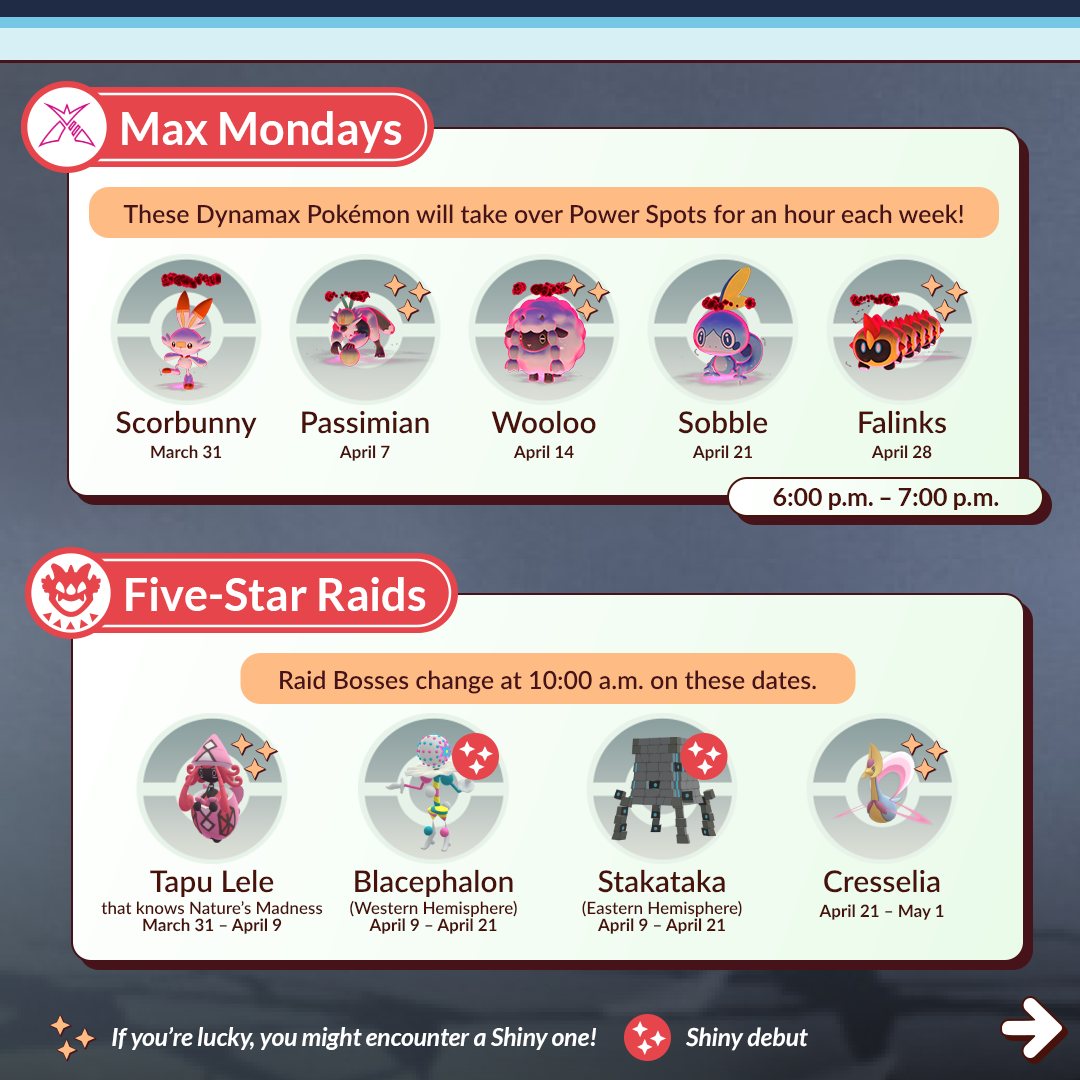 Max Mondays
These Dynamax Pokémon will take over Power Spots for an hour each week!
Scorbunny
March 31
Passimian
April 7
Wooloo
April 14
Sobble
April 21
Falinks
April 28
6:00 p.m. – 7:00 p.m.
Five-Star Raids
Raid Bosses change at 10:00 a.m. on these dates.
Tapu Lele
that knows Nature's Madness
March 31 – April 9
Blacephalon
(Western Hemisphere)
April 9 – April 21
Stakataka
(Eastern Hemisphere)
April 9 – April 21
Cresselia
April 21 – May 1
If you're lucky, you might encounter a Shiny one!
Shiny debut